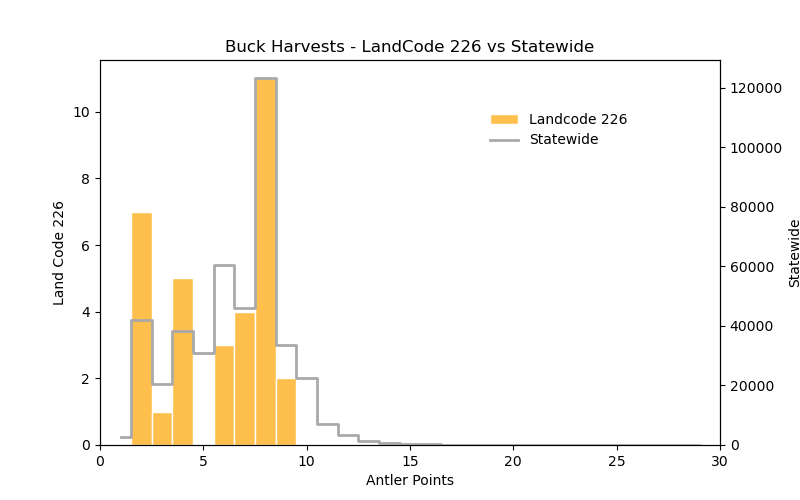 Buck Harvests - LandCode 226 vs Statewide
Landcode 226
Statewide
Land Code 226
10
8
6
4
2
0
120000
100000
80000
60000
40000
20000
0
Statewide
0 5 10 15 20 25 30
Antler Points